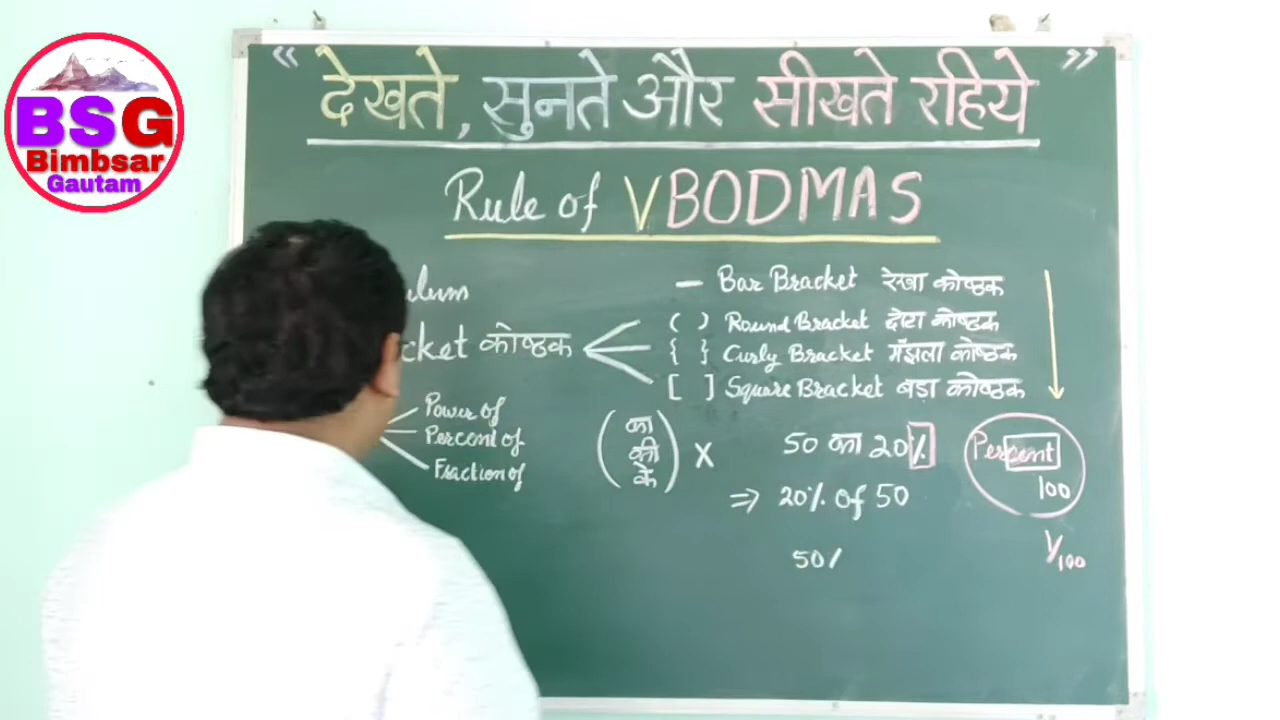 BSG
Bimbsar
Gautam
“ देखते, सुनते और सीखते रहिये ”
Rule of VBODMAS
— Bar Bracket रेखा कोष्ठक
कोष्ठक
( ) Round Bracket छोटा कोष्ठक
{ } Curly Bracket मँझला कोष्ठक
[ ] Square Bracket बड़ा कोष्ठक
Power of
Percent of
Fraction of
(का
की
के) X
50 का 20%
⇒ 20% of 50
50/
Percent
100
1/100